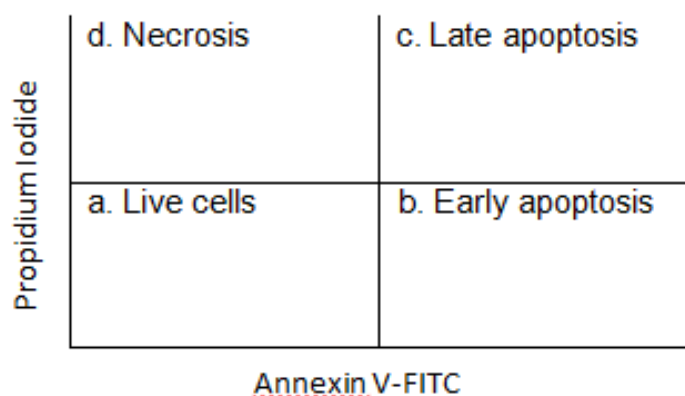 d. Necrosis
c. Late apoptosis
Propidium Iodide
a. Live cells
b. Early apoptosis
Annexin V-FITC